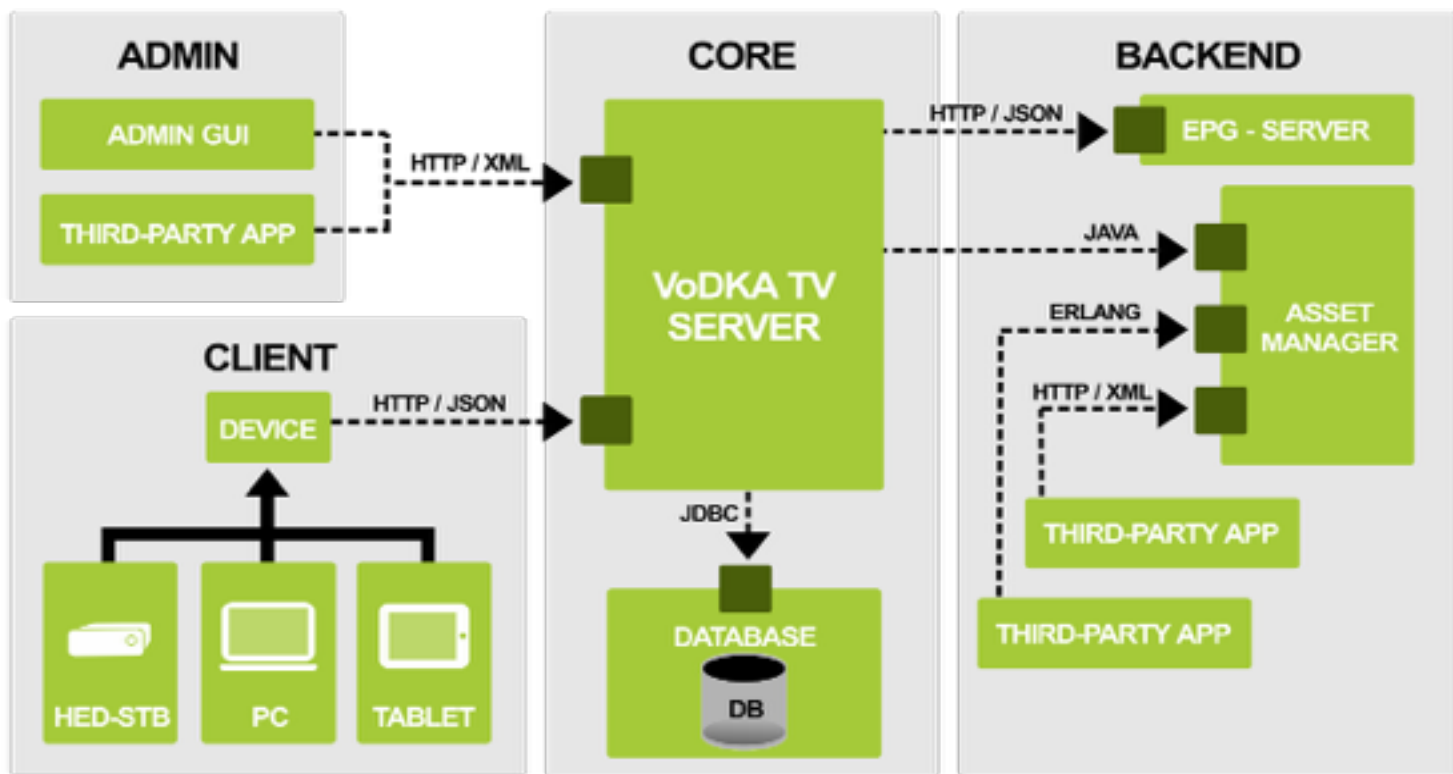 ADMIN
ADMIN GUI
THIRD-PARTY APP
HTTP / XML
CLIENT
DEVICE
HTTP / JSON
HED-STB
PC
TABLET
CORE
VoDKA TV
SERVER
JDBC
DATABASE
DB
BACKEND
HTTP / JSON
EPG - SERVER
JAVA
ERLANG
HTTP / XML
ASSET
MANAGER
THIRD-PARTY APP
THIRD-PARTY APP